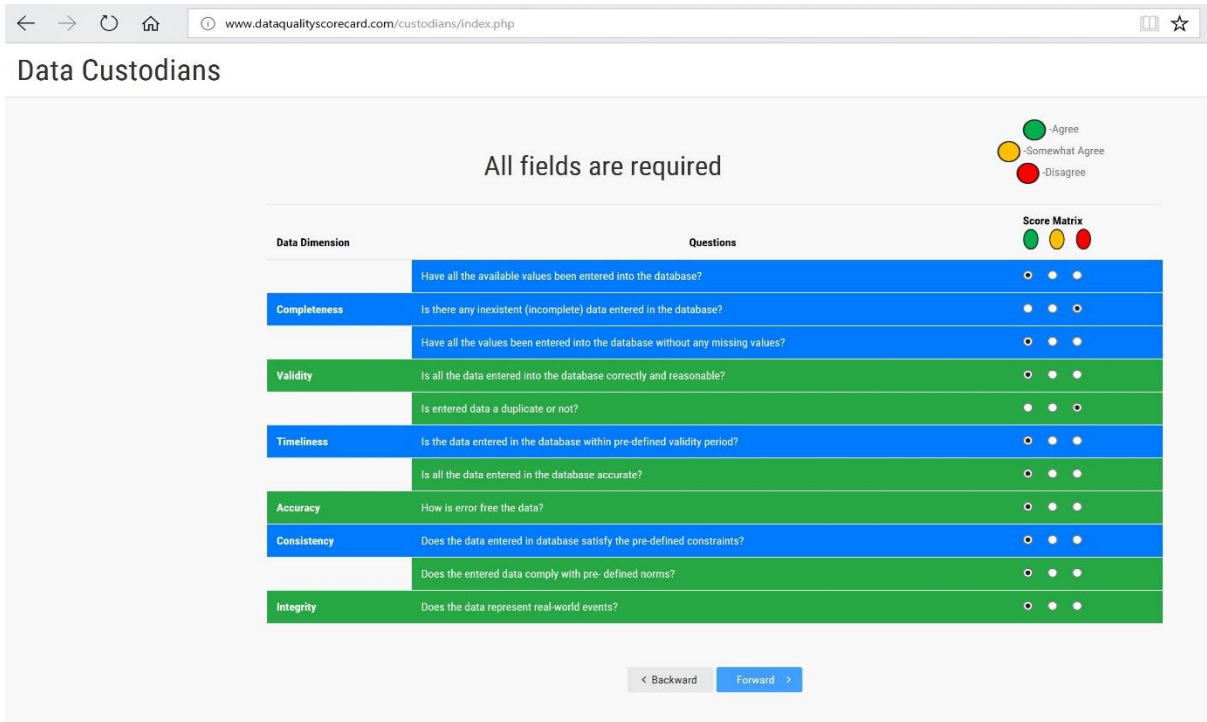 www.dataqualityscorecard.com/custodians/index.php
Data Custodians
-Agree
-Somewhat Agree
-Disagree
All fields are required
Score Matrix
Data Dimension Questions
Have all the available values been entered into the database?
Completeness Is there any inexistent (incomplete) data entered in the database?
Have all the values been entered into the database without any missing values?
Validity Is all the data entered into the database correctly and reasonable?
Is entered data a duplicate or not?
Timeliness Is the data entered in the database within pre-defined validity period?
Is all the data entered in the database accurate?
Accuracy How is error free the data?
Consistency Does the data entered in database satisfy the pre-defined constraints?
Does the entered data comply with pre- defined norms?
Integrity Does the data represent real-world events?
< Backward Forward >